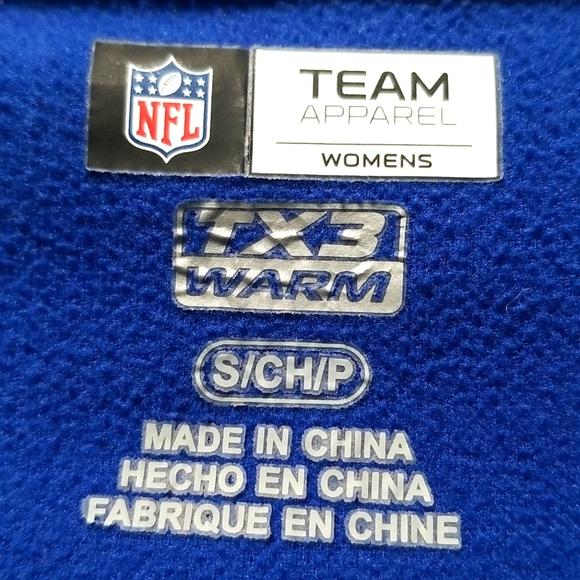 NFL
TEAM
APPAREL
WOMENS
TX3
WARM
S/CH/P
MADE IN CHINA
HECHO EN CHINA
FABRIQUE EN CHINE